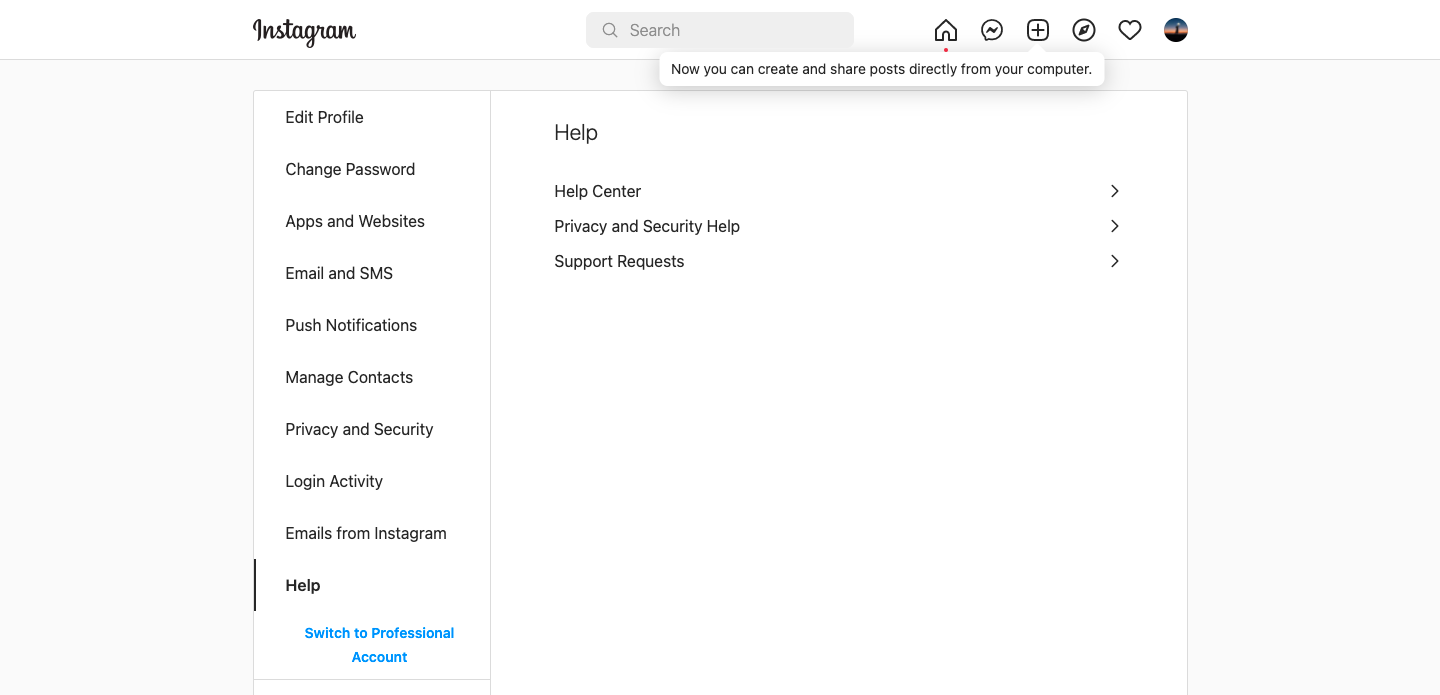 Instagram
Search
Now you can create and share posts directly from your computer.
Edit Profile
Change Password
Apps and Websites
Email and SMS
Push Notifications
Manage Contacts
Privacy and Security
Login Activity
Emails from Instagram
Help
Switch to Professional
Account
Help
Help Center
Privacy and Security Help
Support Requests